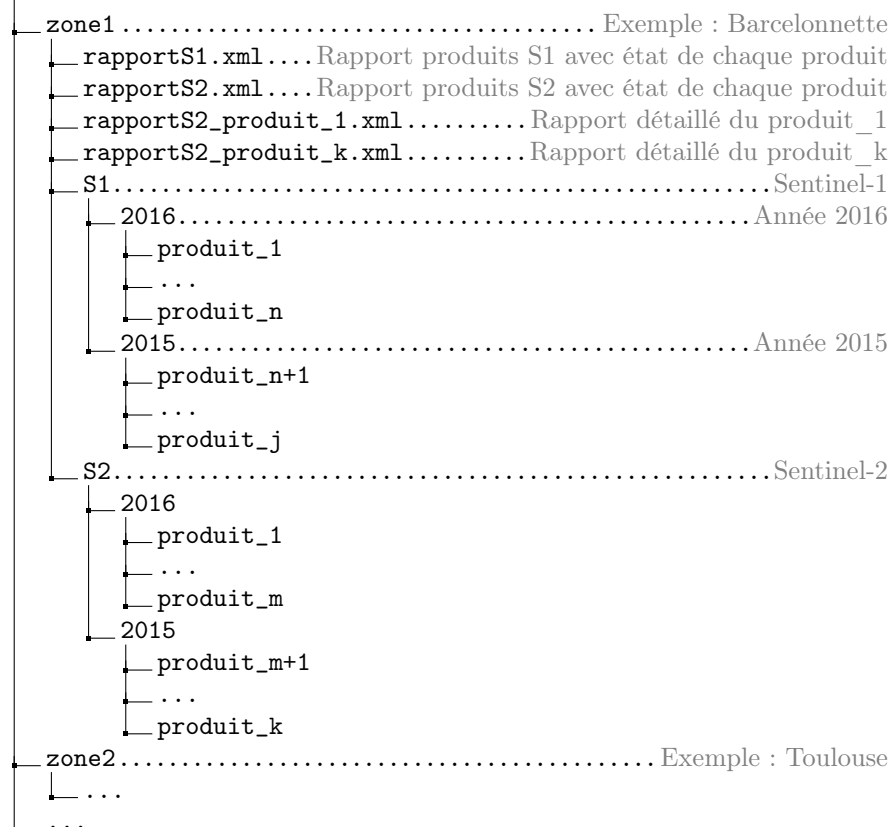 zone1 ....................................... Exemple : Barcelonnette
rapportS1.xml....Rapport produits S1 avec état de chaque produit
rapportS2.xml....Rapport produits S2 avec état de chaque produit
rapportS2_produit_1.xml..........Rapport détaillé du produit_1
rapportS2_produit_k.xml..........Rapport détaillé du produit_k
S1......................................................Sentinel-1
2016...............................................Année 2016
produit_1
...
produit_n
2015...............................................Année 2015
produit_n+1
...
produit_j
S2......................................................Sentinel-2
2016
produit_1
...
produit_m
2015
produit_m+1
...
produit_k
zone2............................................Exemple : Toulouse
...
...